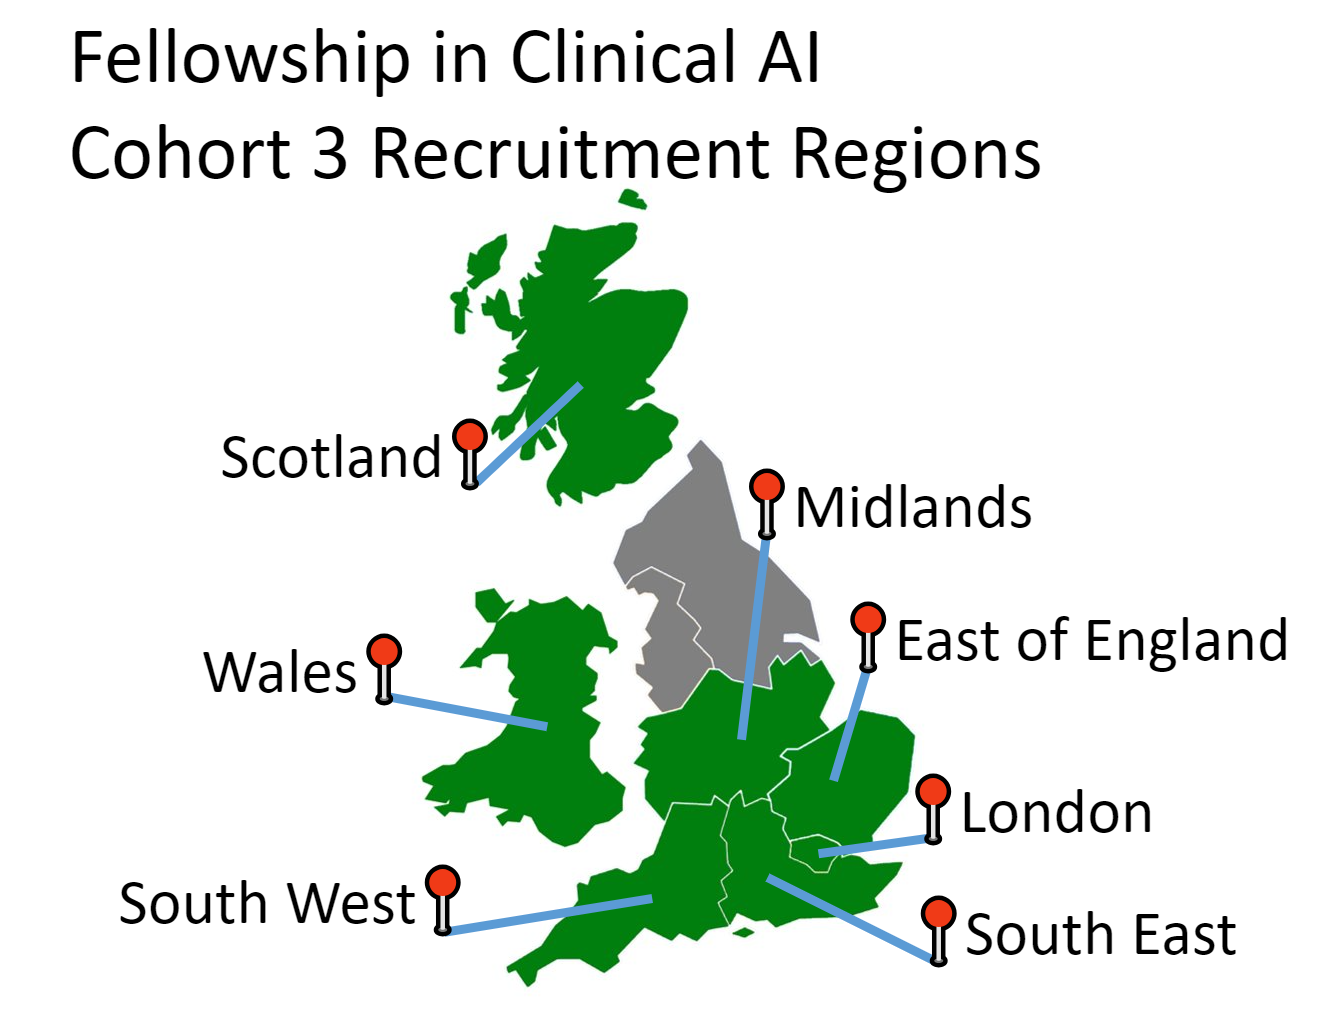 Fellowship in Clinical AI
Cohort 3 Recruitment Regions
Scotland
Midlands
East of England
Wales
London
South West
South East